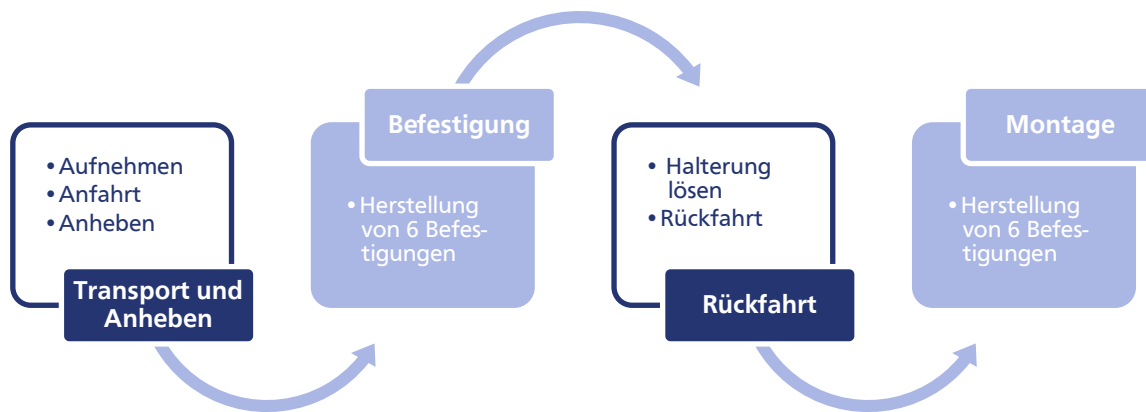 • Aufnehmen
• Anfahrt
• Anheben
Transport und
Anheben
Befestigung
• Herstellung
von 6 Befes-
tigungen
• Halterung
lösen
• Rückfahrt
Rückfahrt
Montage
• Herstellung
von 6 Befes-
tigungen